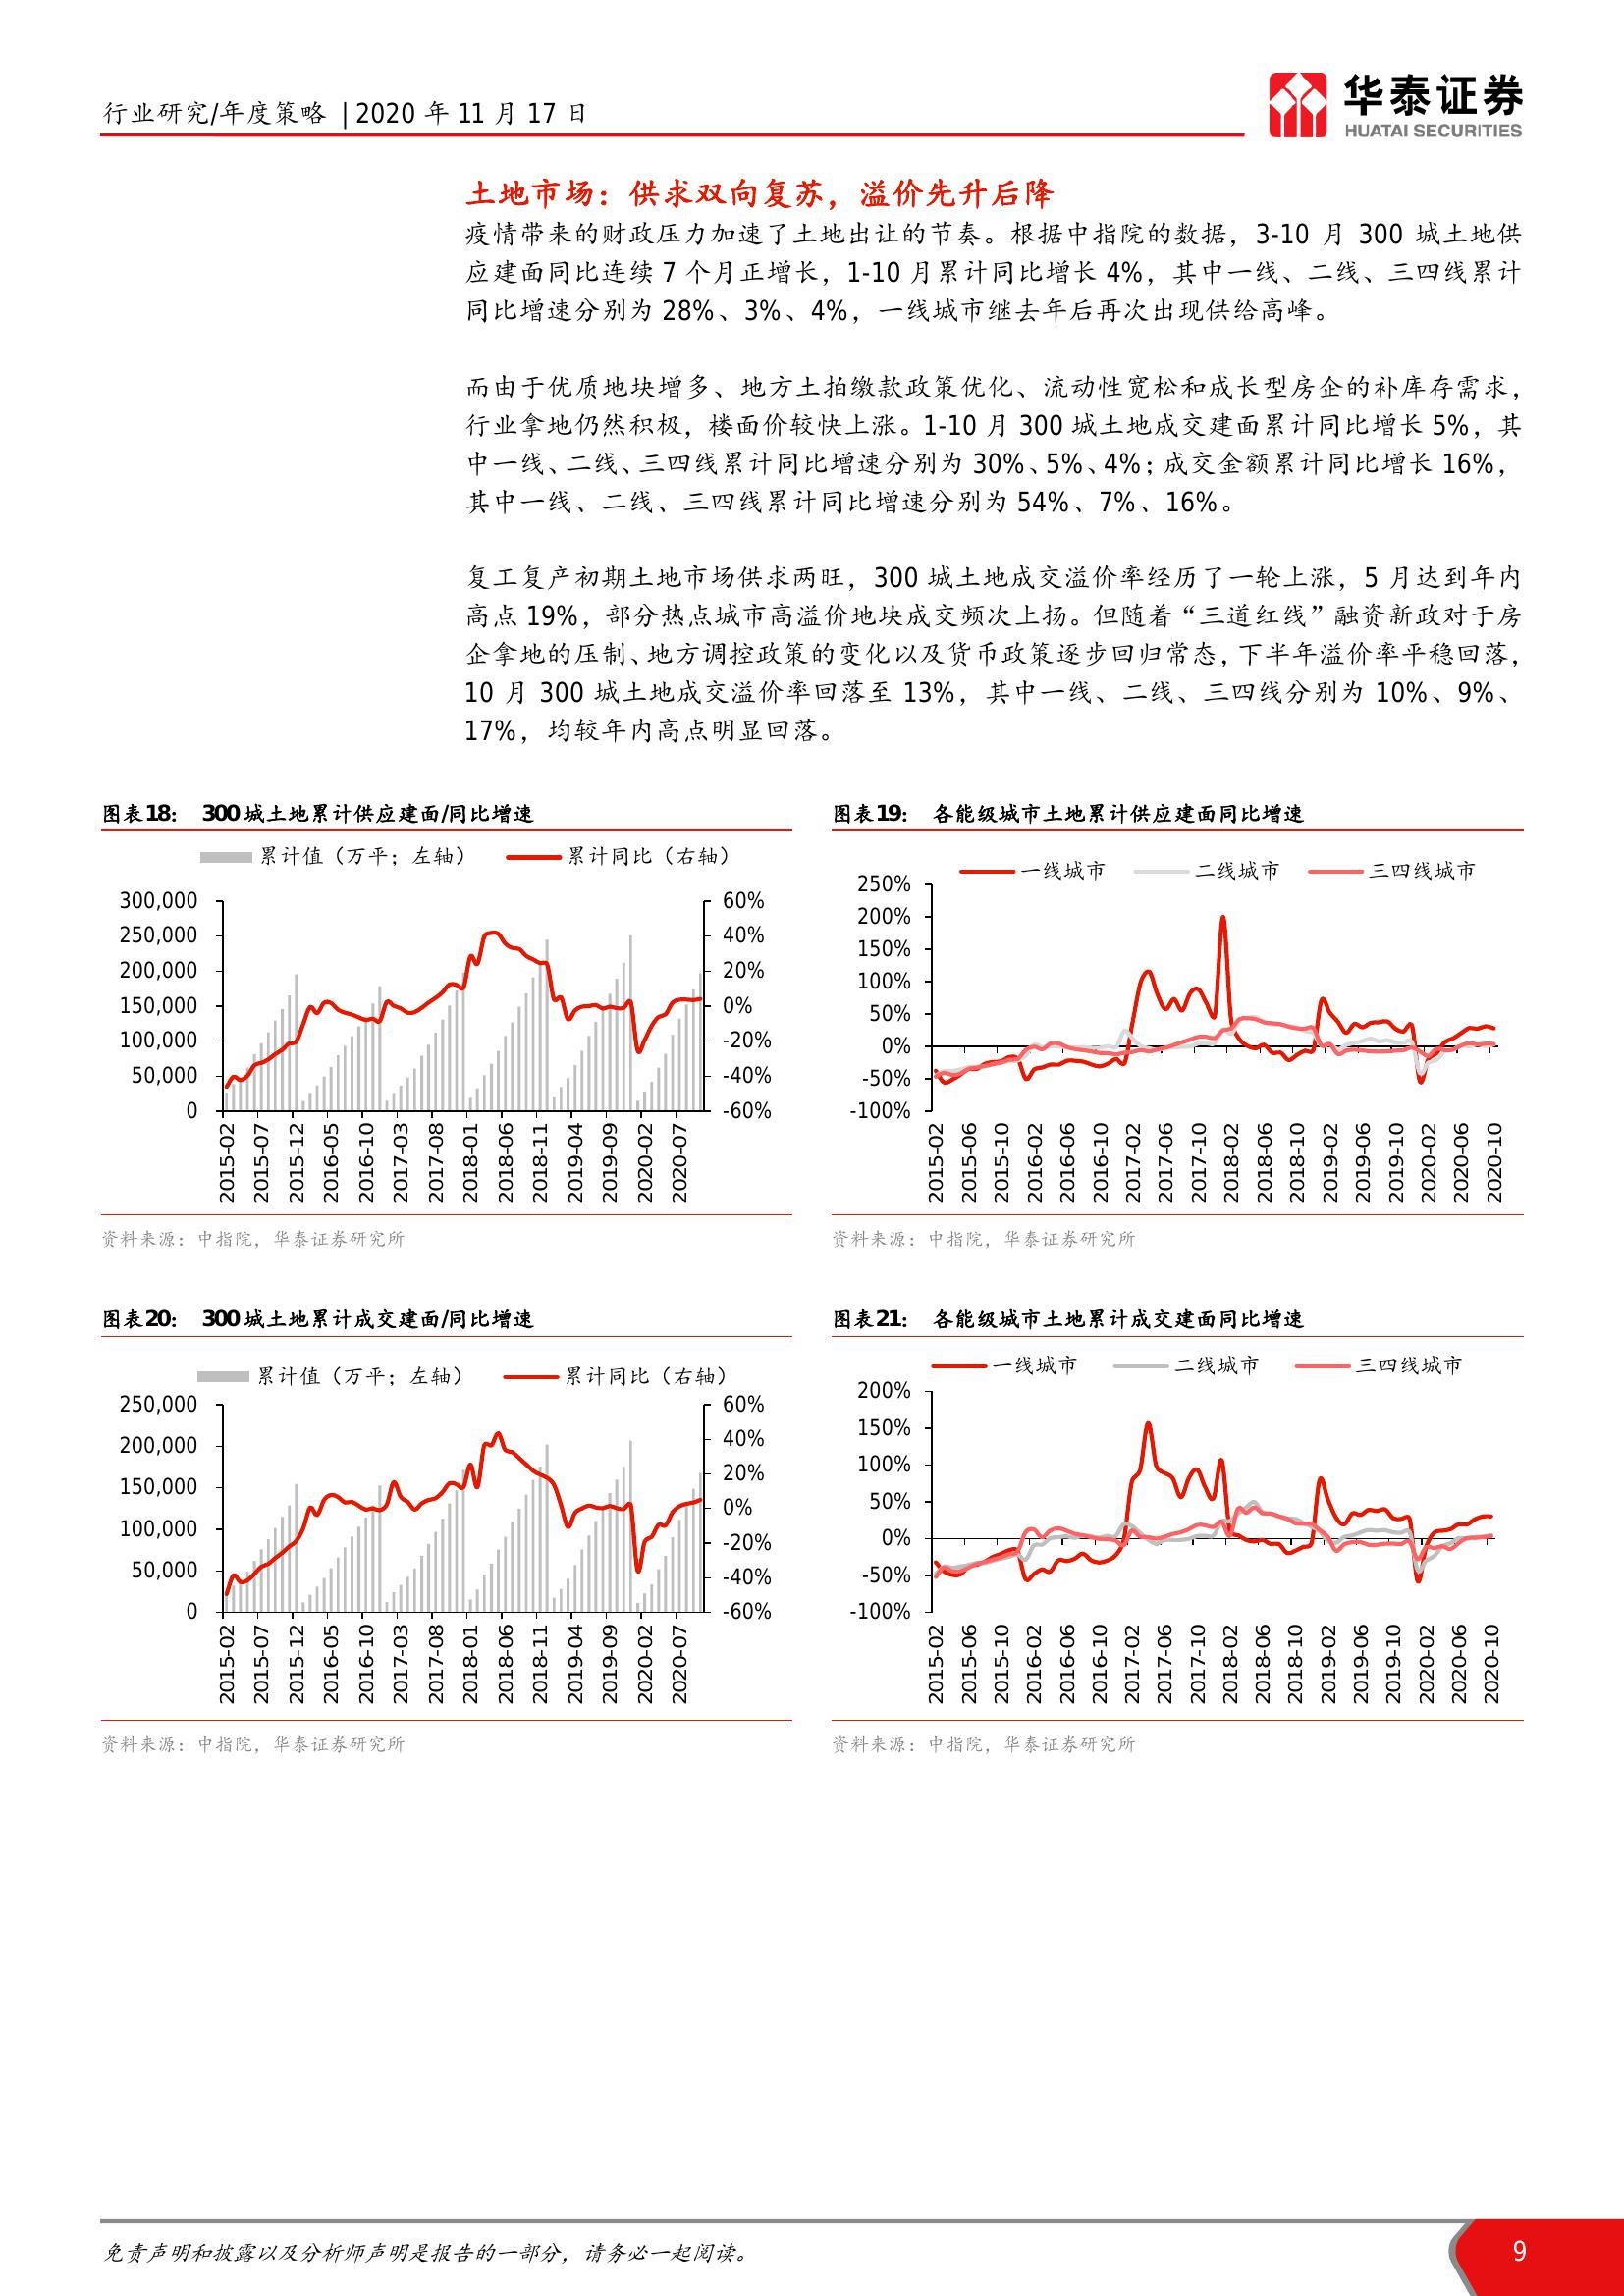 行业研究/年度策略 | 2020 年 11 月 17 日
华泰证券
HUATAI SECURITIES
土地市场：供求双向复苏，溢价先升后降
疫情带来的财政压力加速了土地出让的节奏。根据中指院的数据，3-10 月 300 城土地供
应建面同比连续 7 个月正增长，1-10 月累计同比增长 4%，其中一线、二线、三四线累计
同比增速分别为 28%、3%、4%，一线城市继去年后再次出现供给高峰。
而由于优质地块增多、地方土拍缴款政策优化、流动性宽松和成长型房企的补库存需求，
行业拿地仍然积极，楼面价较快上涨。1-10 月 300 城土地成交建面累计同比增长 5%，其
中一线、二线、三四线累计同比增速分别为 30%、5%、4%；成交金额累计同比增长 16%，
其中一线、二线、三四线累计同比增速分别为 54%、7%、16%。
复工复产初期土地市场供求两旺，300 城土地成交溢价率经历了一轮上涨，5 月达到年内
高点 19%，部分热点城市高溢价地块成交频次上扬。但随着“三道红线”融资新政对于房
企拿地的压制、地方调控政策的变化以及货币政策逐步回归常态，下半年溢价率平稳回落，
10 月 300 城土地成交溢价率回落至 13%，其中一线、二线、三四线分别为 10%、9%、
17%，均较年内高点明显回落。
图表18： 300 城土地累计供应建面/同比增速
累计值（万平；左轴） 累计同比（右轴）
300,000 60%
250,000 40%
200,000 20%
150,000 0%
100,000 -20%
50,000 -40%
0 -60%
2015-02 2015-07 2015-12 2016-05 2016-10 2017-03 2017-08 2018-01 2018-06 2018-11 2019-04 2019-09 2020-02 2020-07
资料来源：中指院，华泰证券研究所
图表19： 各能级城市土地累计供应建面同比增速
一线城市 二线城市 三四线城市
250%
200%
150%
100%
50%
0%
-50%
-100%
2015-02 2015-06 2015-10 2016-02 2016-06 2016-10 2017-02 2017-06 2017-10 2018-02 2018-06 2018-10 2019-02 2019-06 2019-10 2020-02 2020-06 2020-10
资料来源：中指院，华泰证券研究所
图表20： 300 城土地累计成交建面/同比增速
累计值（万平；左轴） 累计同比（右轴）
250,000 60%
200,000 40%
150,000 20%
100,000 0%
50,000 -20%
0 -40%
-60%
2015-02 2015-07 2015-12 2016-05 2016-10 2017-03 2017-08 2018-01 2018-06 2018-11 2019-04 2019-09 2020-02 2020-07
资料来源：中指院，华泰证券研究所
图表21： 各能级城市土地累计成交建面同比增速
一线城市 二线城市 三四线城市
200%
150%
100%
50%
0%
-50%
-100%
2015-02 2015-06 2015-10 2016-02 2016-06 2016-10 2017-02 2017-06 2017-10 2018-02 2018-06 2018-10 2019-02 2019-06 2019-10 2020-02 2020-06 2020-10
资料来源：中指院，华泰证券研究所
免责声明和披露以及分析师声明是报告的一部分，请务必一起阅读。
9